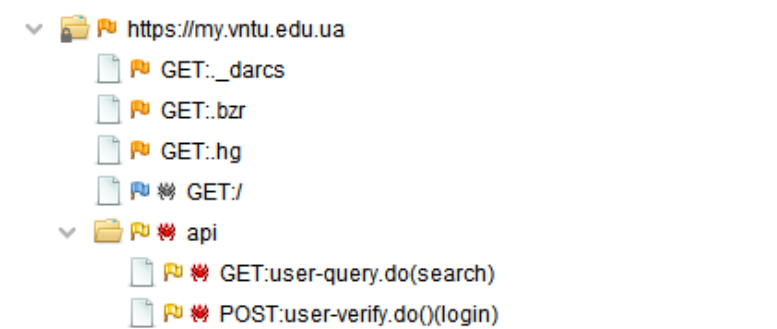 https://my.vntu.edu.ua
GET:._darcs
GET:.bzr
GET:.hg
GET:/
api
GET:user-query.do(search)
POST:user-verify.do()(login)